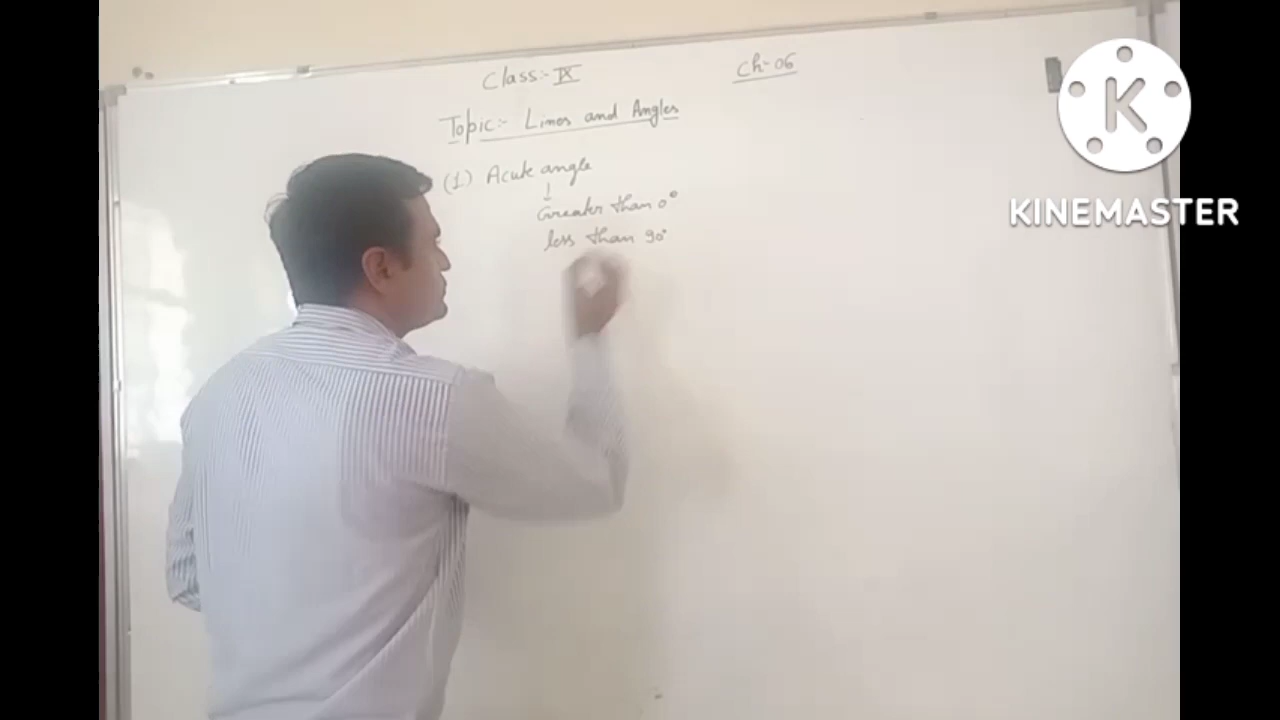 Class:- IX
Ch-06
Topic:- Lines and Angles
(1) Acute angle
↓
Greater than 0°
less than 90°
K
KINEMASTER